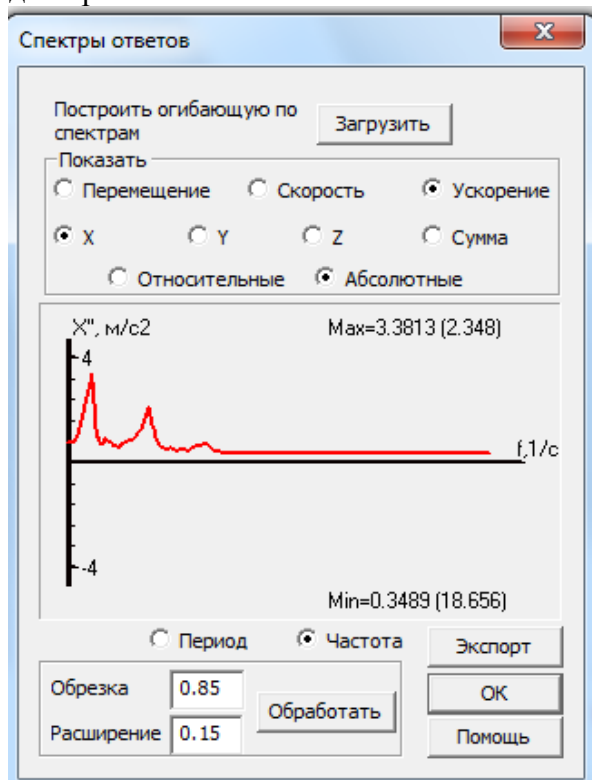 Спектры ответов
x
Построить огибающую по
спектрам
Загрузить
Показать
Перемещение Скорость Ускорение
X Y Z Сумма
Относительные Абсолютные
X", м/с2 Max=3.3813 (2.348)
4
f,1/c
-4
Min=0.3489 (18.656)
Период Частота Экспорт
Обрезка 0.85 Обработать OK
Расширение 0.15 Помощь